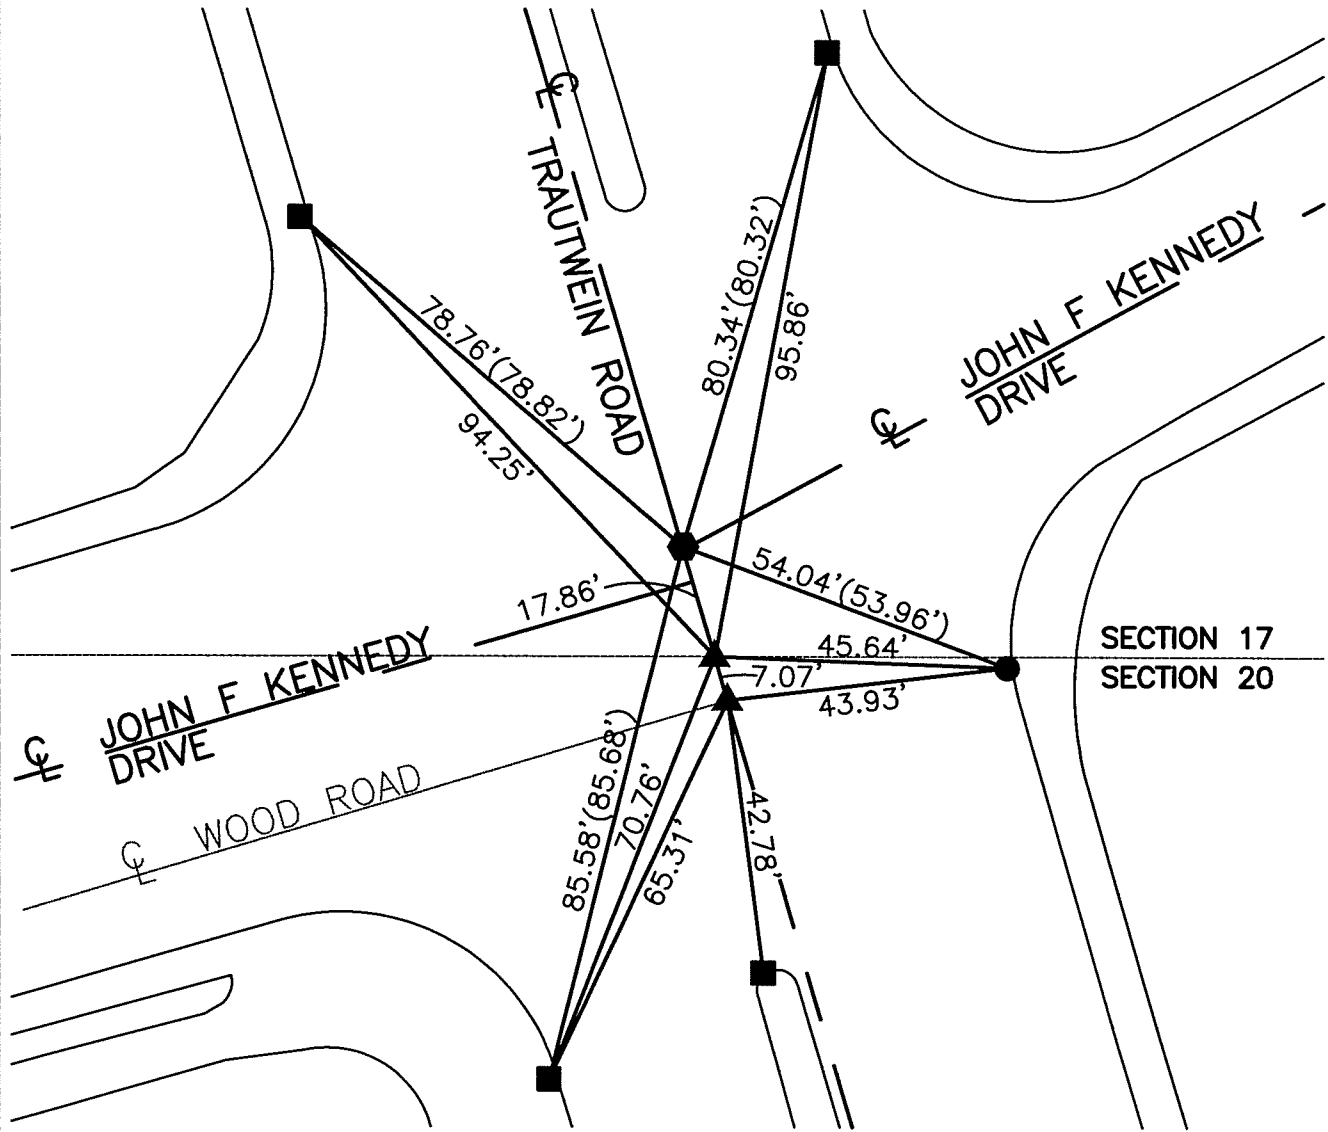 ℄ TRAUTWEIN ROAD
80.34'(80.32')
95.86'
78.76'(78.82')
94.25'
℄ JOHN F KENNEDY
DRIVE
54.04'(53.96')
17.86'
45.64'
SECTION 17
7.07'
SECTION 20
43.93'
℄ JOHN F KENNEDY
DRIVE
℄ WOOD ROAD
85.58'(85.68')
70.76'
65.31'
42.78'